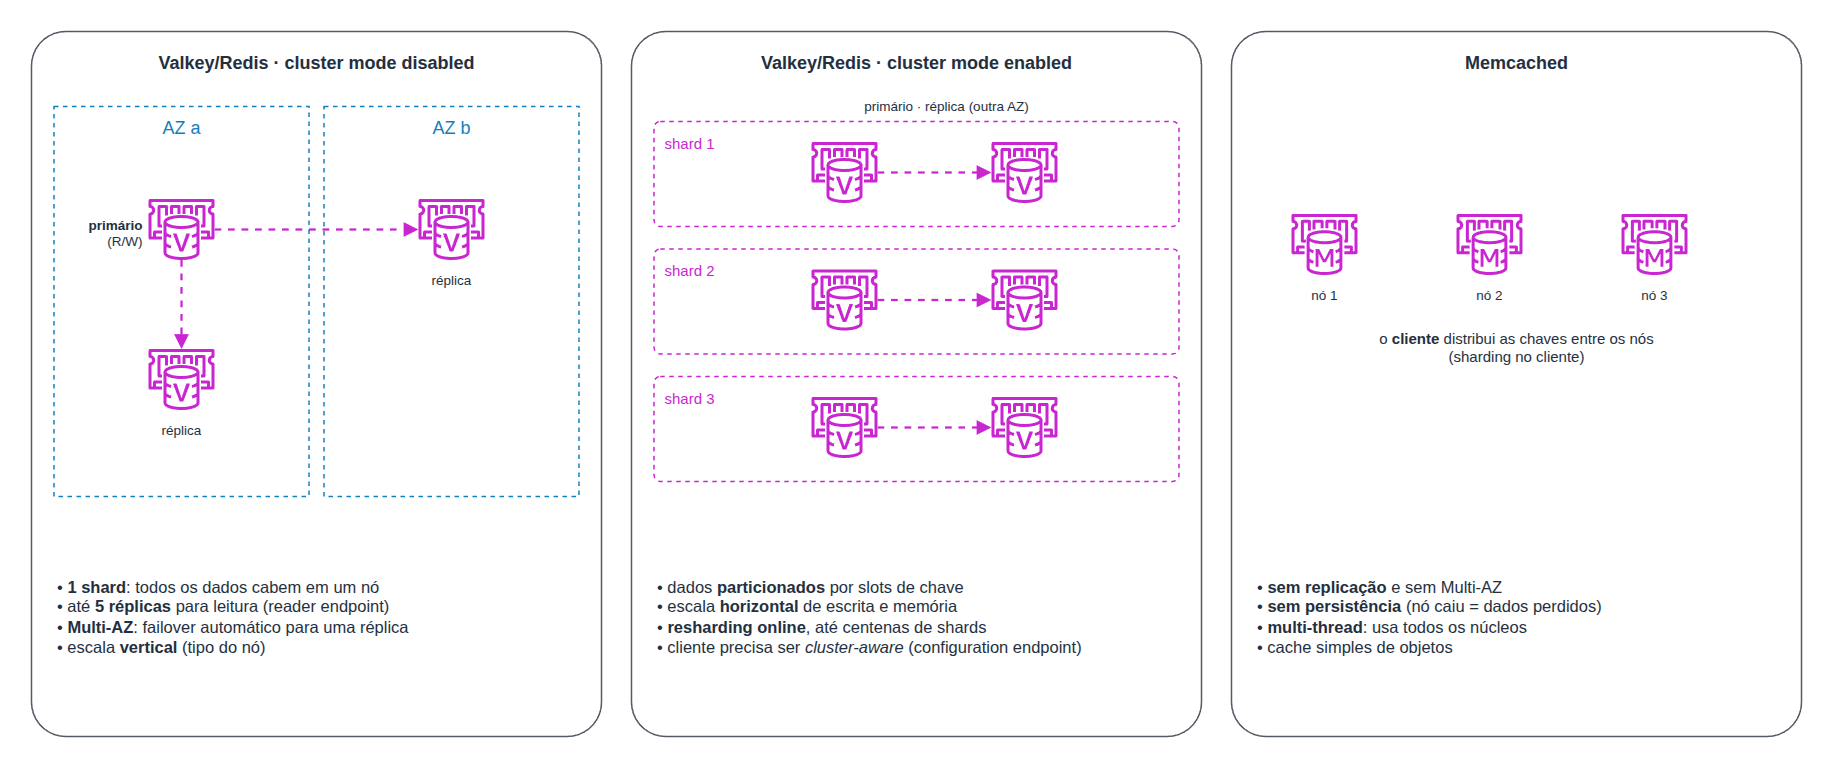 Valkey/Redis · cluster mode disabled
AZ a
AZ b
primário
(R/W)
V
V
réplica
V
réplica
• 1 shard: todos os dados cabem em um nó
• até 5 réplicas para leitura (reader endpoint)
• Multi-AZ: failover automático para uma réplica
• escala vertical (tipo do nó)
Valkey/Redis · cluster mode enabled
primário · réplica (outra AZ)
shard 1
V
V
shard 2
V
V
shard 3
V
V
• dados particionados por slots de chave
• escala horizontal de escrita e memória
• resharding online, até centenas de shards
• cliente precisa ser cluster-aware (configuration endpoint)
Memcached
M
M
M
nó 1
nó 2
nó 3
o cliente distribui as chaves entre os nós
(sharding no cliente)
• sem replicação e sem Multi-AZ
• sem persistência (nó caiu = dados perdidos)
• multi-thread: usa todos os núcleos
• cache simples de objetos